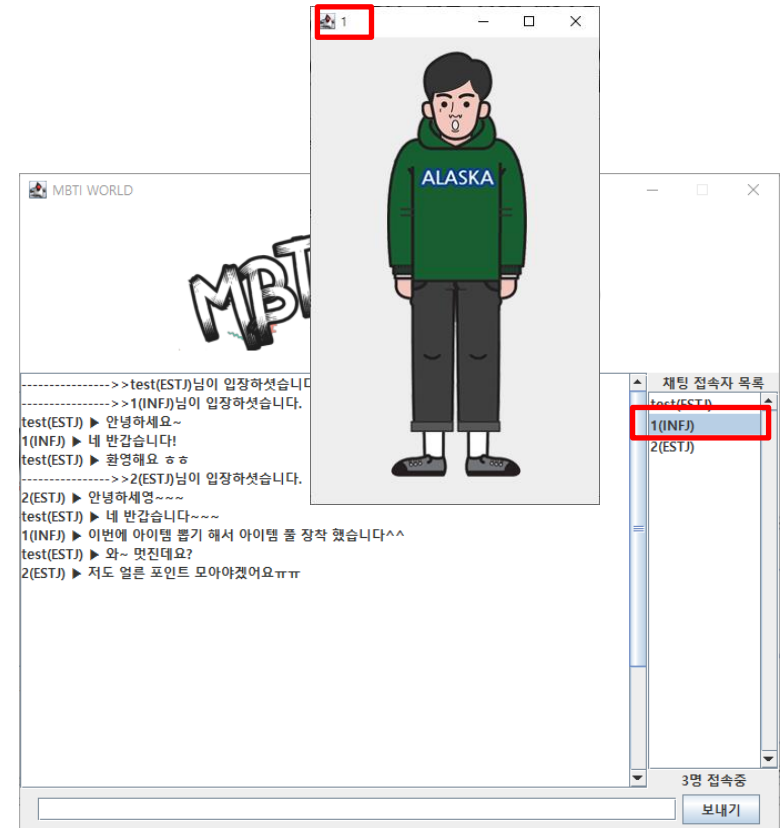 1
ALASKA
MBTI WORLD
MBT
---------------->>test(ESTJ)님이 입장하셧습니다
---------------->>1(INFJ)님이 입장하셧습니다.
test(ESTJ) ▶ 안녕하세요~
1(INFJ) ▶ 네 반갑습니다!
test(ESTJ) ▶ 환영해요 ㅎㅎ
---------------->>2(ESTJ)님이 입장하셧습니다.
2(ESTJ) ▶ 안녕하세영~~~
test(ESTJ) ▶ 네 반갑습니다~~~
1(INFJ) ▶ 이번에 아이템 뽑기 해서 아이템 풀 장착 했습니다^^
test(ESTJ) ▶ 와~ 멋진데요?
2(ESTJ) ▶ 저도 얼른 포인트 모아야겠어요ㅠㅠ
채팅 접속자 목록
test(ESTJ)
1(INFJ)
2(ESTJ)
3명 접속중
보내기